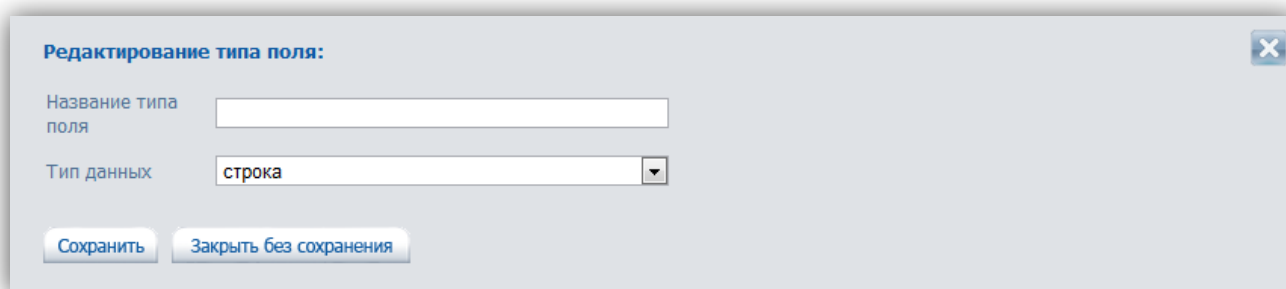 Редактирование типа поля:
Название типа
поля
Тип данных
строка
Сохранить
Закрыть без сохранения